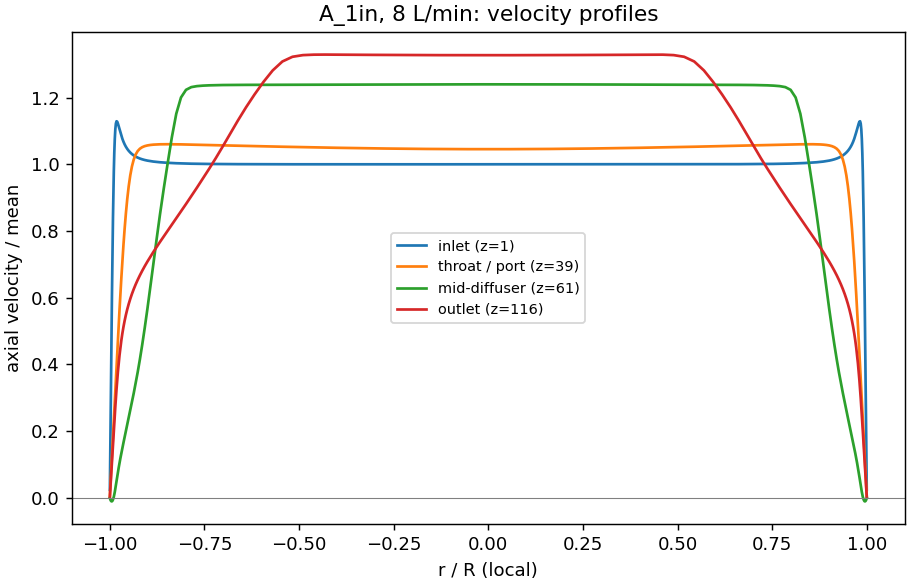 A_1in, 8 L/min: velocity profiles
axial velocity / mean
1.2
1.0
0.8
0.6
0.4
0.2
0.0
inlet (z=1)
throat / port (z=39)
mid-diffuser (z=61)
outlet (z=116)
−1.00 −0.75 −0.50 −0.25 0.00 0.25 0.50 0.75 1.00
r / R (local)